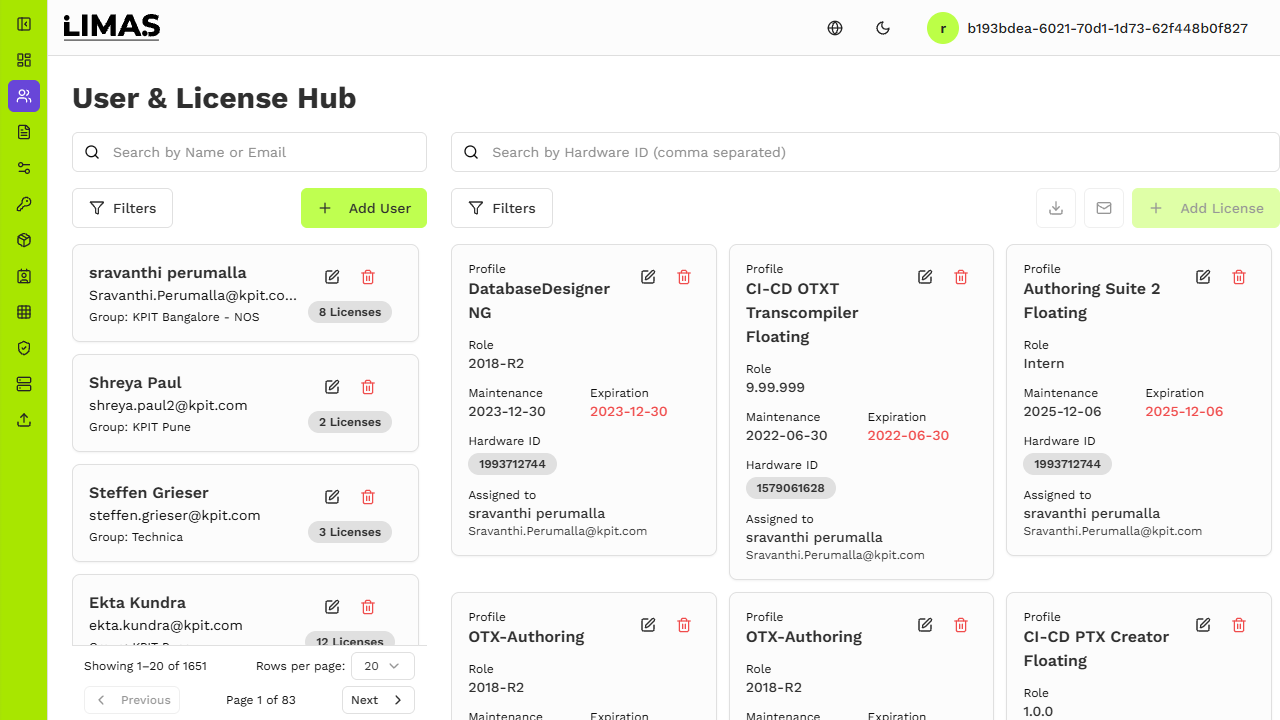 LIMAS
r
b193bdea-6021-70d1-1d73-62f448b0f827
User & License Hub
Search by Name or Email
Search by Hardware ID (comma separated)
Filters
Add User
Filters
Add License
sravanthi perumalla
Sravanthi.Perumalla@kpit.co...
Group: KPIT Bangalore - NOS
8 Licenses
Shreya Paul
shreya.paul2@kpit.com
Group: KPIT Pune
2 Licenses
Steffen Grieser
steffen.grieser@kpit.com
Group: Technica
3 Licenses
Ekta Kundra
ekta.kundra@kpit.com
12 Licenses
Showing 1–20 of 1651
Rows per page:
20
Previous
Page 1 of 83
Next
Profile
DatabaseDesigner
NG
Role
2018-R2
Maintenance Expiration
2023-12-30 2023-12-30
Hardware ID
1993712744
Assigned to
sravanthi perumalla
Sravanthi.Perumalla@kpit.com
Profile
CI-CD OTXT
Transcompiler
Floating
Role
9.99.999
Maintenance Expiration
2022-06-30 2022-06-30
Hardware ID
1579061628
Assigned to
sravanthi perumalla
Sravanthi.Perumalla@kpit.com
Profile
Authoring Suite 2
Floating
Role
Intern
Maintenance Expiration
2025-12-06 2025-12-06
Hardware ID
1993712744
Assigned to
sravanthi perumalla
Sravanthi.Perumalla@kpit.com
Profile
OTX-Authoring
Role
2018-R2
Maintenance Expiration
Profile
OTX-Authoring
Role
2018-R2
Maintenance Expiration
Profile
CI-CD PTX Creator
Floating
Role
1.0.0